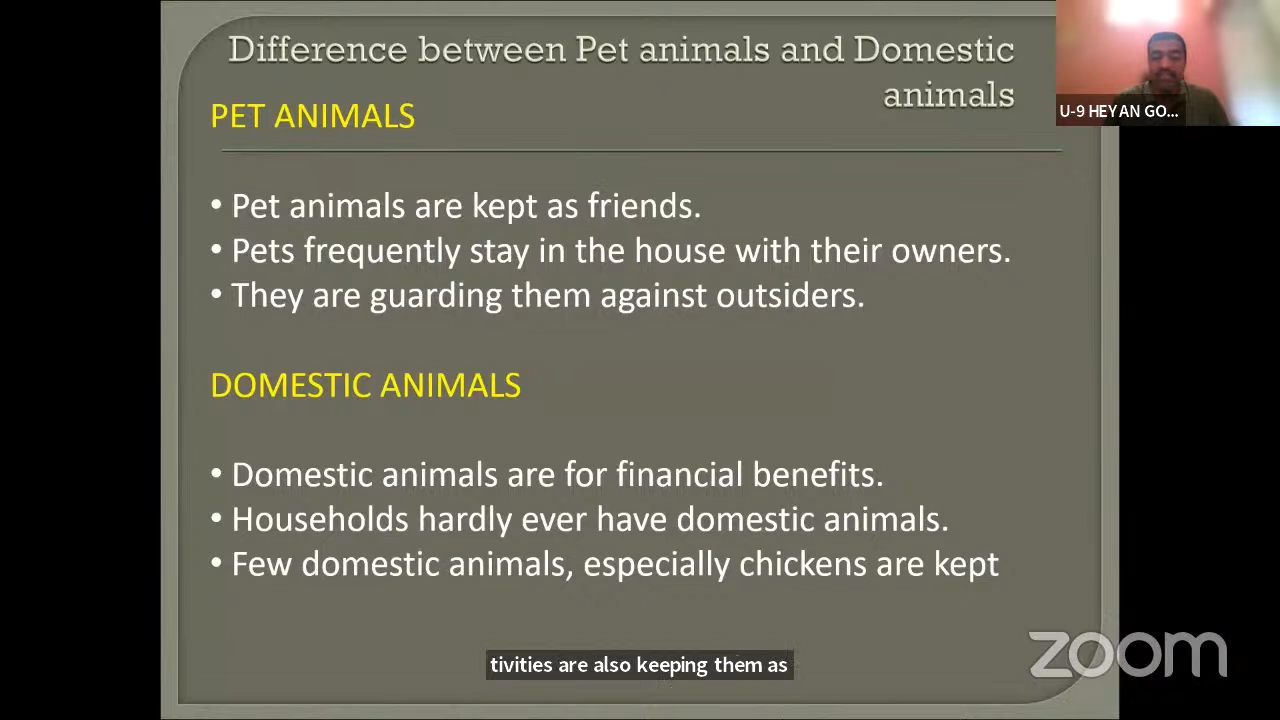 Difference between Pet animals and Domestic
animals
U-9 HEYAN GO...
PET ANIMALS
• Pet animals are kept as friends.
• Pets frequently stay in the house with their owners.
• They are guarding them against outsiders.
DOMESTIC ANIMALS
• Domestic animals are for financial benefits.
• Households hardly ever have domestic animals.
• Few domestic animals, especially chickens are kept
tivities are also keeping them as
zoom